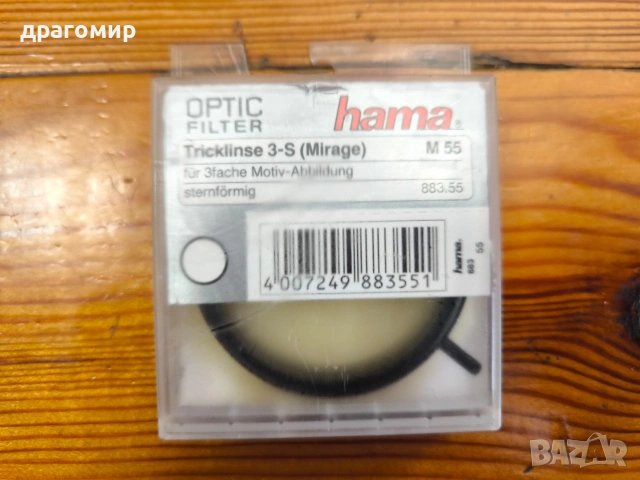 драгомир
OPTIC
FILTER
hama®
Tricklinse 3-S (Mirage) M 55
für 3fache Motiv-Abbildung
sternförmig 883.55
4 007249 883551
hama.
883 55
BAZAR